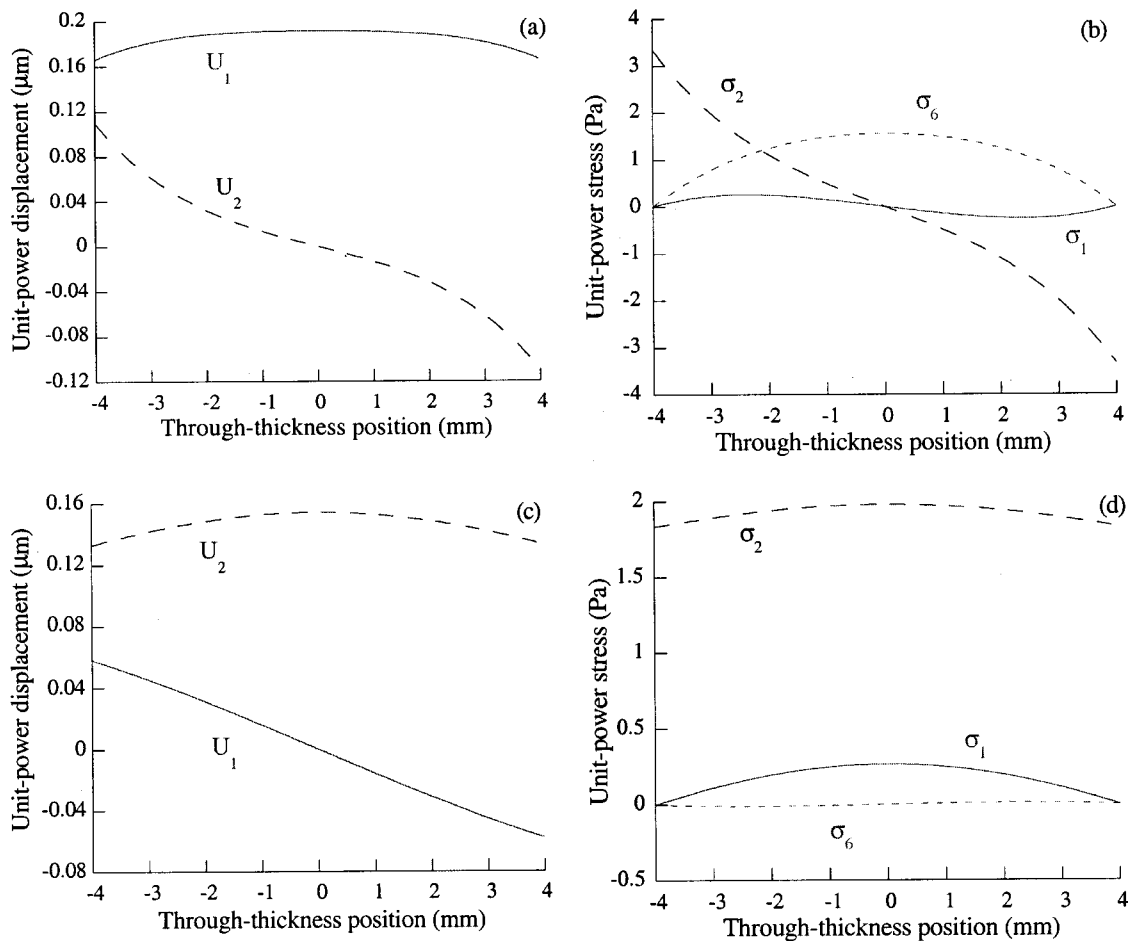 (a)
Unit-power displacement (μm)
0.2
0.16
0.12
0.08
0.04
0
-0.04
-0.08
0.12
U1
U2
-4 -3 -2 -1 0 1 2 3 4
Through-thickness position (mm)
(b)
Unit-power stress (Pa)
4
3
2
1
0
-1
-2
-3
-4
σ2
σ6
σ1
-4 -3 -2 -1 0 1 2 3 4
Through-thickness position (mm)
(c)
Unit-power displacement (μm)
0.16
0.12
0.08
0.04
0
-0.04
-0.08
U2
U1
-4 -3 -2 -1 0 1 2 3 4
Through-thickness position (mm)
(d)
Unit-power stress (Pa)
2
1.5
1
0.5
0
-0.5
σ2
σ1
σ6
-4 -3 -2 -1 0 1 2 3 4
Through-thickness position (mm)